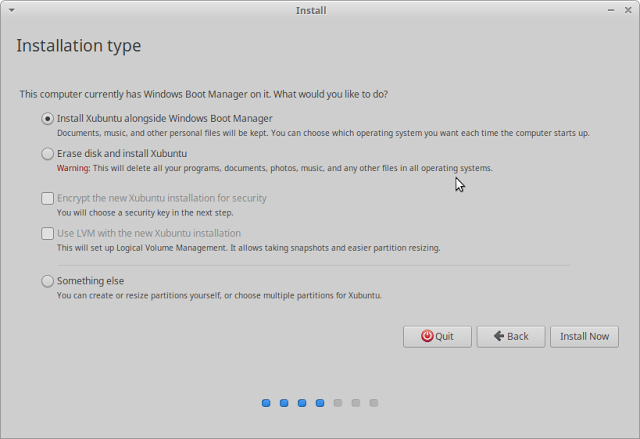 Install
Installation type
This computer currently has Windows Boot Manager on it. What would you like to do?
Install Xubuntu alongside Windows Boot Manager
Documents, music, and other personal files will be kept. You can choose which operating system you want each time the computer starts up.
Erase disk and install Xubuntu
Warning: This will delete all your programs, documents, photos, music, and any other files in all operating systems.
Encrypt the new Xubuntu installation for security
You will choose a security key in the next step.
Use LVM with the new Xubuntu installation
This will set up Logical Volume Management. It allows taking snapshots and easier partition resizing.
Something else
You can create or resize partitions yourself, or choose multiple partitions for Xubuntu.
Quit Back Install Now